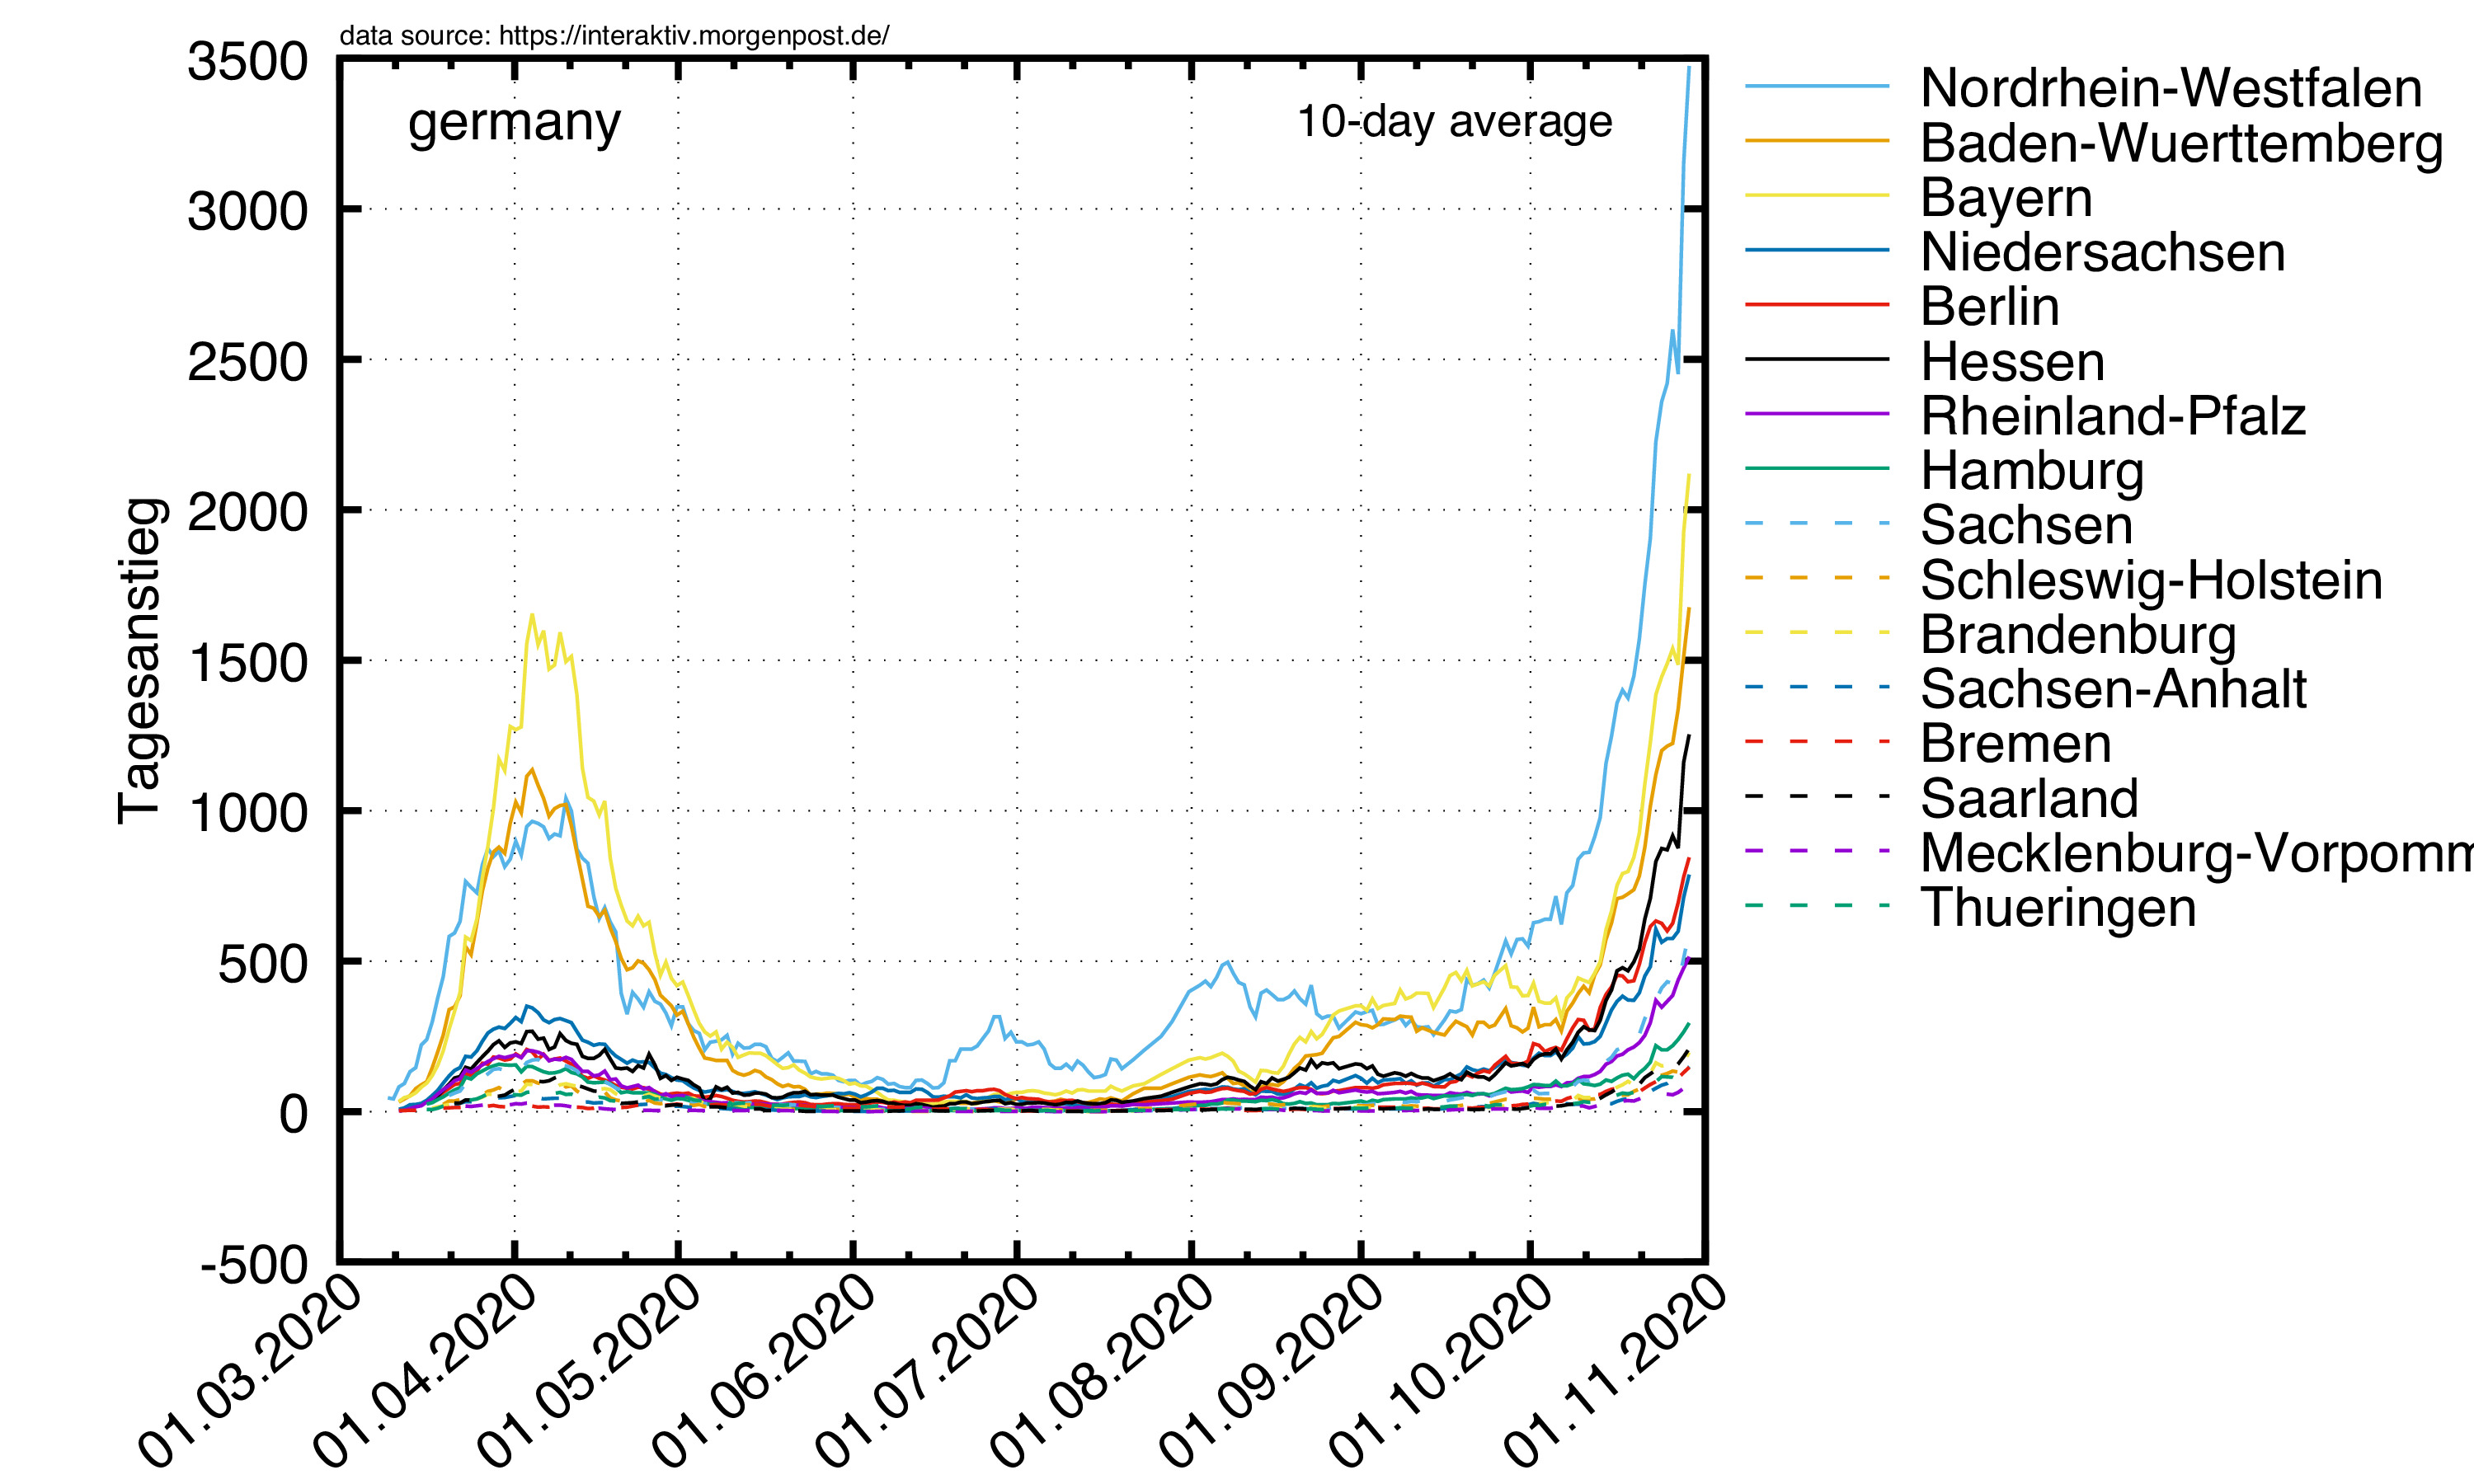 data source: https://interaktiv.morgenpost.de/
germany
10-day average
Tagesanstieg
3500
3000
2500
2000
1500
1000
500
0
-500
01.03.2020
01.04.2020
01.05.2020
01.06.2020
01.07.2020
01.08.2020
01.09.2020
01.10.2020
01.11.2020
Nordrhein-Westfalen
Baden-Wuerttemberg
Bayern
Niedersachsen
Berlin
Hessen
Rheinland-Pfalz
Hamburg
Sachsen
Schleswig-Holstein
Brandenburg
Sachsen-Anhalt
Bremen
Saarland
Mecklenburg-Vorpomm
Thueringen